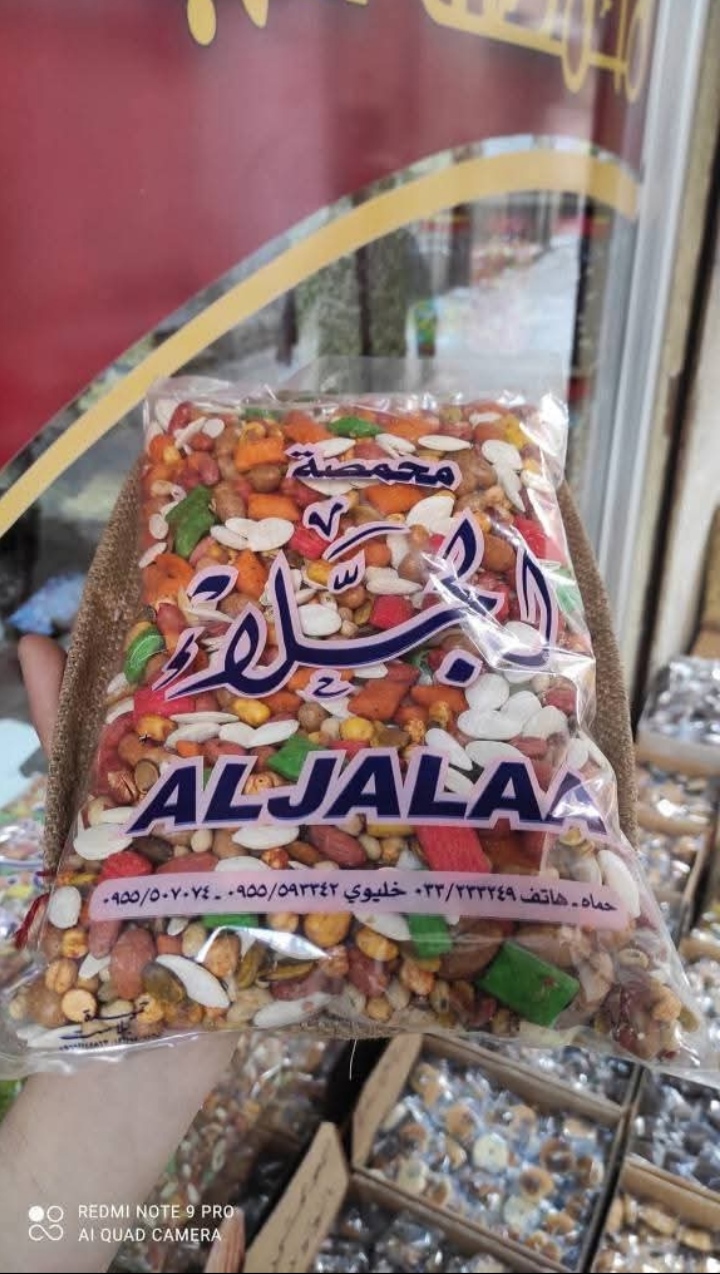 محمصة
الجلاء
ALJALAA
حماه - هاتف ٠٣٣/٢٣٣٢٤٩ خليوي ٠٩٥٥/٥٩٣٣٤٢ - ٠٩٥٥/٥٠٧٠٧٤
REDMI NOTE 9 PRO
AI QUAD CAMERA